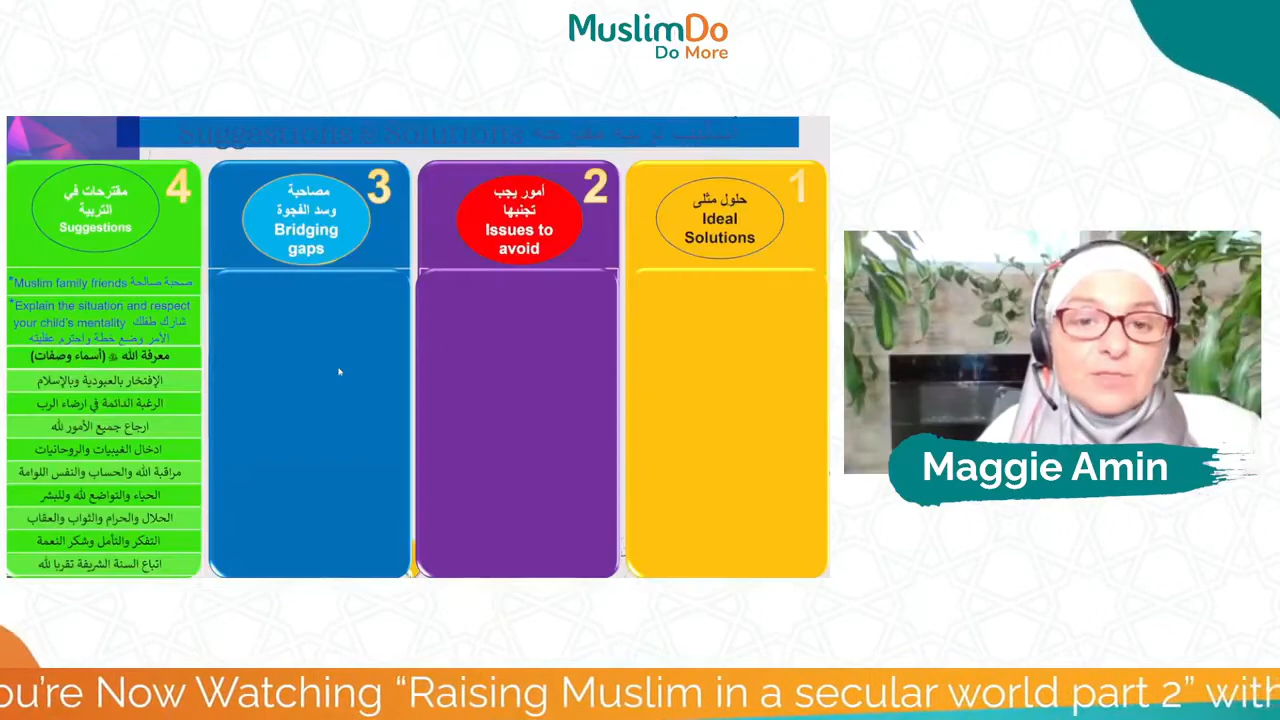 MuslimDo
Do More
Suggestions & Solutions
4
مقترحات في
التربية
Suggestions
3
مصاحبة
وسد الفجوة
Bridging
gaps
2
أمور يجب
تجنبها
Issues to
avoid
1
حلول مثلى
Ideal
Solutions
*Muslim family friends صحبة صالحة
*Explain the situation and respect
your child's mentality شارك طفلك
الأمر وضع خطة واحترم عقليته
معرفة الله ﷻ (أسماء وصفات)
الإفتخار بالعبودية وبالإسلام
الرغبة الدائمة في ارضاء الرب
ارجاع جميع الأمور لله
ادخال الغيبيات والروحانيات
مراقبة الله والحساب والنفس اللوامة
الحياء والتواضع لله وللبشر
الحلال والحرام والثواب والعقاب
التفكر والتأمل وشكر النعمة
اتباع السنة الشريفة تقربا لله
Maggie Amin
ou're Now Watching “Raising Muslim in a secular world part 2” with